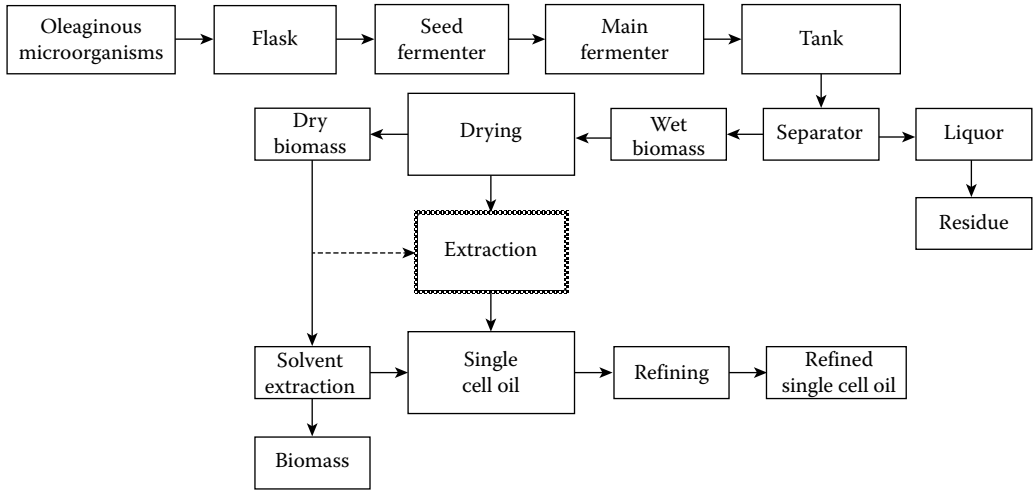 Oleaginous
microorganisms
Flask
Seed
fermenter
Main
fermenter
Tank
Dry
biomass
Drying
Wet
biomass
Separator
Liquor
Residue
Extraction
Solvent
extraction
Single
cell oil
Refining
Refined
single cell oil
Biomass